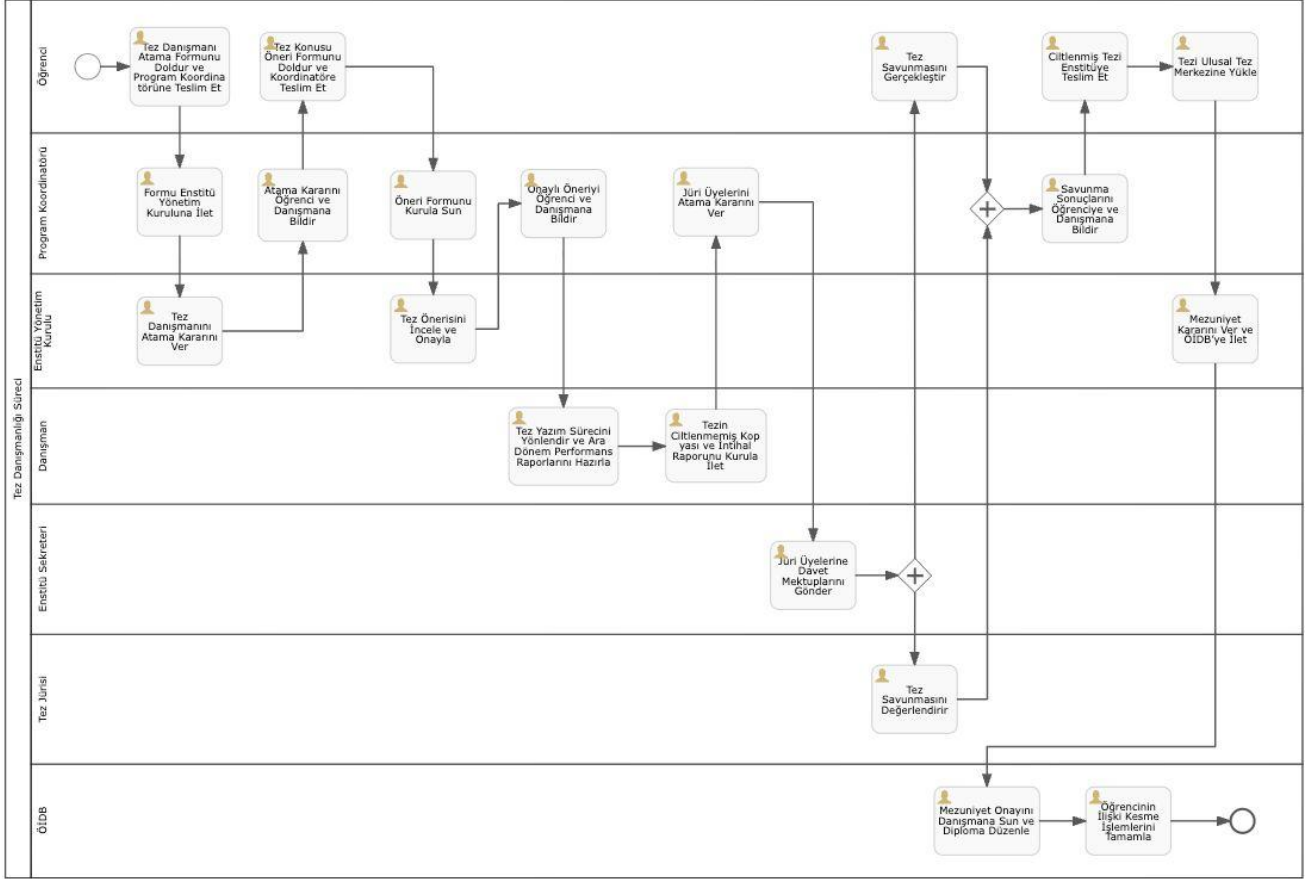 Tez Danışmanlığı Süreci
Öğrenci
Tez Danışmanı
Atama Formunu
Doldur ve
Program Koordina
törüne Teslim Et
Tez Konusu
Öneri Formunu
Doldur ve
Koordinatöre
Teslim Et
Tez
Savunmasını
Gerçekleştir
Ciltlenmiş Tezi
Enstitüye
Teslim Et
Tezi Ulusal Tez
Merkezine Yükle
Program Koordinatörü
Formu Enstitü
Yönetim
Kuruluna İlet
Atama Kararını
Öğrenci ve
Danışmana
Bildir
Öneri Formunu
Kurula Sun
Onaylı Öneriyi
Öğrenci ve
Danışmana
Bildir
Jüri Üyelerini
Atama Kararını
Ver
Savunma
Sonuçlarını
Öğrenciye ve
Danışmana
Bildir
Enstitü Yönetim
Kurulu
Tez
Danışmanını
Atama Kararını
Ver
Tez Önerisini
İncele ve
Onayla
Mezuniyet
Kararını Ver ve
ÖİDB'ye İlet
Danışman
Tez Yazım Sürecini
Yönlendir ve Ara
Dönem Performans
Raporlarını Hazırla
Tezin
Ciltlenmemiş Kop
yası ve İntihal
Raporunu Kurula
İlet
Enstitü Sekreteri
Jüri Üyelerine
Davet
Mektuplarını
Gönder
Tez Jürisi
Tez
Savunmasını
Değerlendir
ÖİDB
Mezuniyet Onayını
Danışmana Sun ve
Diploma Düzenle
Öğrencinin
İlişki Kesme
İşlemlerini
Tamamla